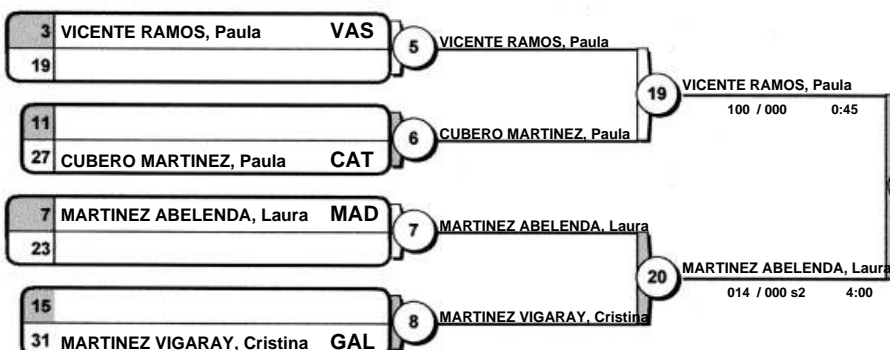 3 VICENTE RAMOS, Paula VAS
19
5
VICENTE RAMOS, Paula
11
27 CUBERO MARTINEZ, Paula CAT
6
CUBERO MARTINEZ, Paula
19
VICENTE RAMOS, Paula
100 / 000 0:45
7 MARTINEZ ABELENDA, Laura MAD
23
7
MARTINEZ ABELENDA, Laura
15
31 MARTINEZ VIGARAY, Cristina GAL
8
MARTINEZ VIGARAY, Cristina
20
MARTINEZ ABELENDA, Laura
014 / 000 s2 4:00